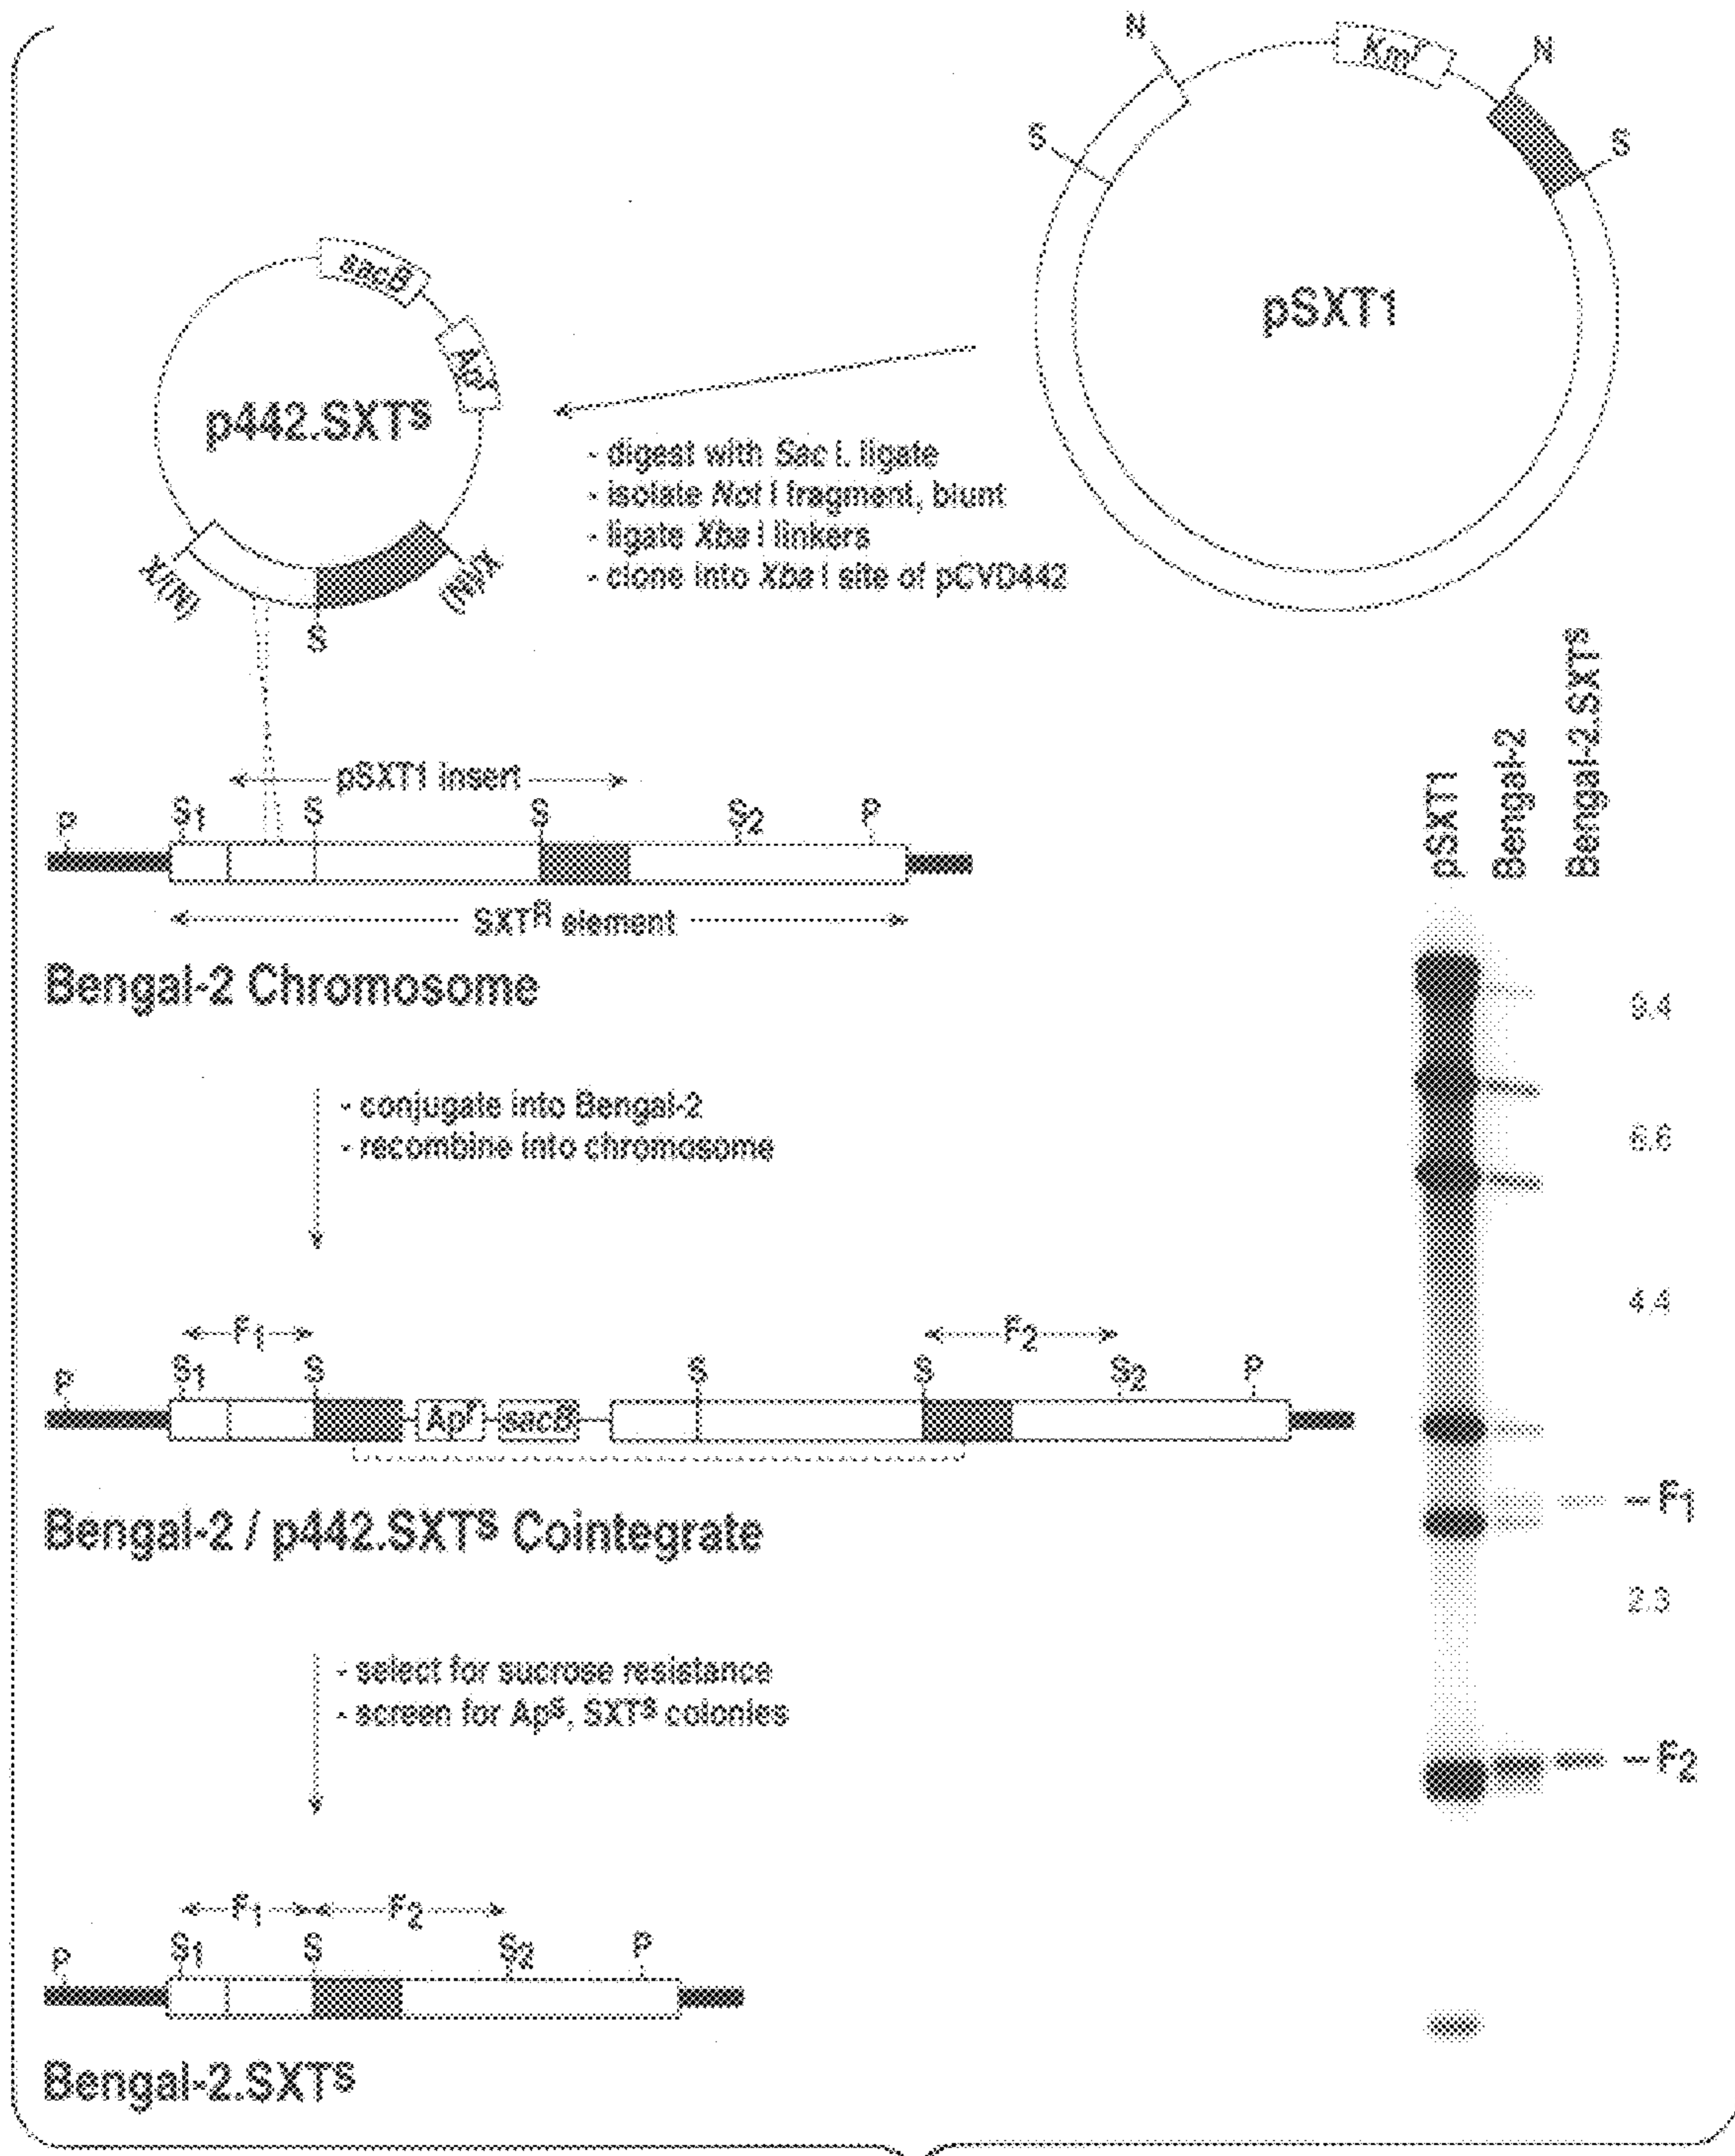 N
Kmr
N
S
S
pSXT1
sacB
Apr
p442.SXTS
- digest with Sac I, ligate
- isolate Not I fragment, blunt
- ligate Xba I linkers
- clone into Xba I site of pCVD442
X/(N)
X/(N)
S
pSXT1
Bengal-2
Bengal-2.SXTS
pSXT1 insert
P
S1
S
S
S2
P
SXTR element
Bengal-2 Chromosome
9.4
- conjugate into Bengal-2
- recombine into chromosome
6.6
4.4
F1
F2
P
S1
S
S
S
S2
P
Apr
sacB
Bengal-2 / p442.SXTS Cointegrate
F1
2.3
- select for sucrose resistance
- screen for ApS, SXTS colonies
F2
F1
F2
P
S1
S
S2
P
Bengal-2.SXTS